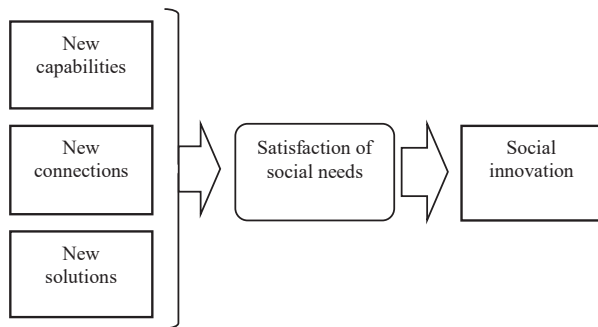 New
capabilities
New
connections
New
solutions
Satisfaction of
social needs
Social
innovation